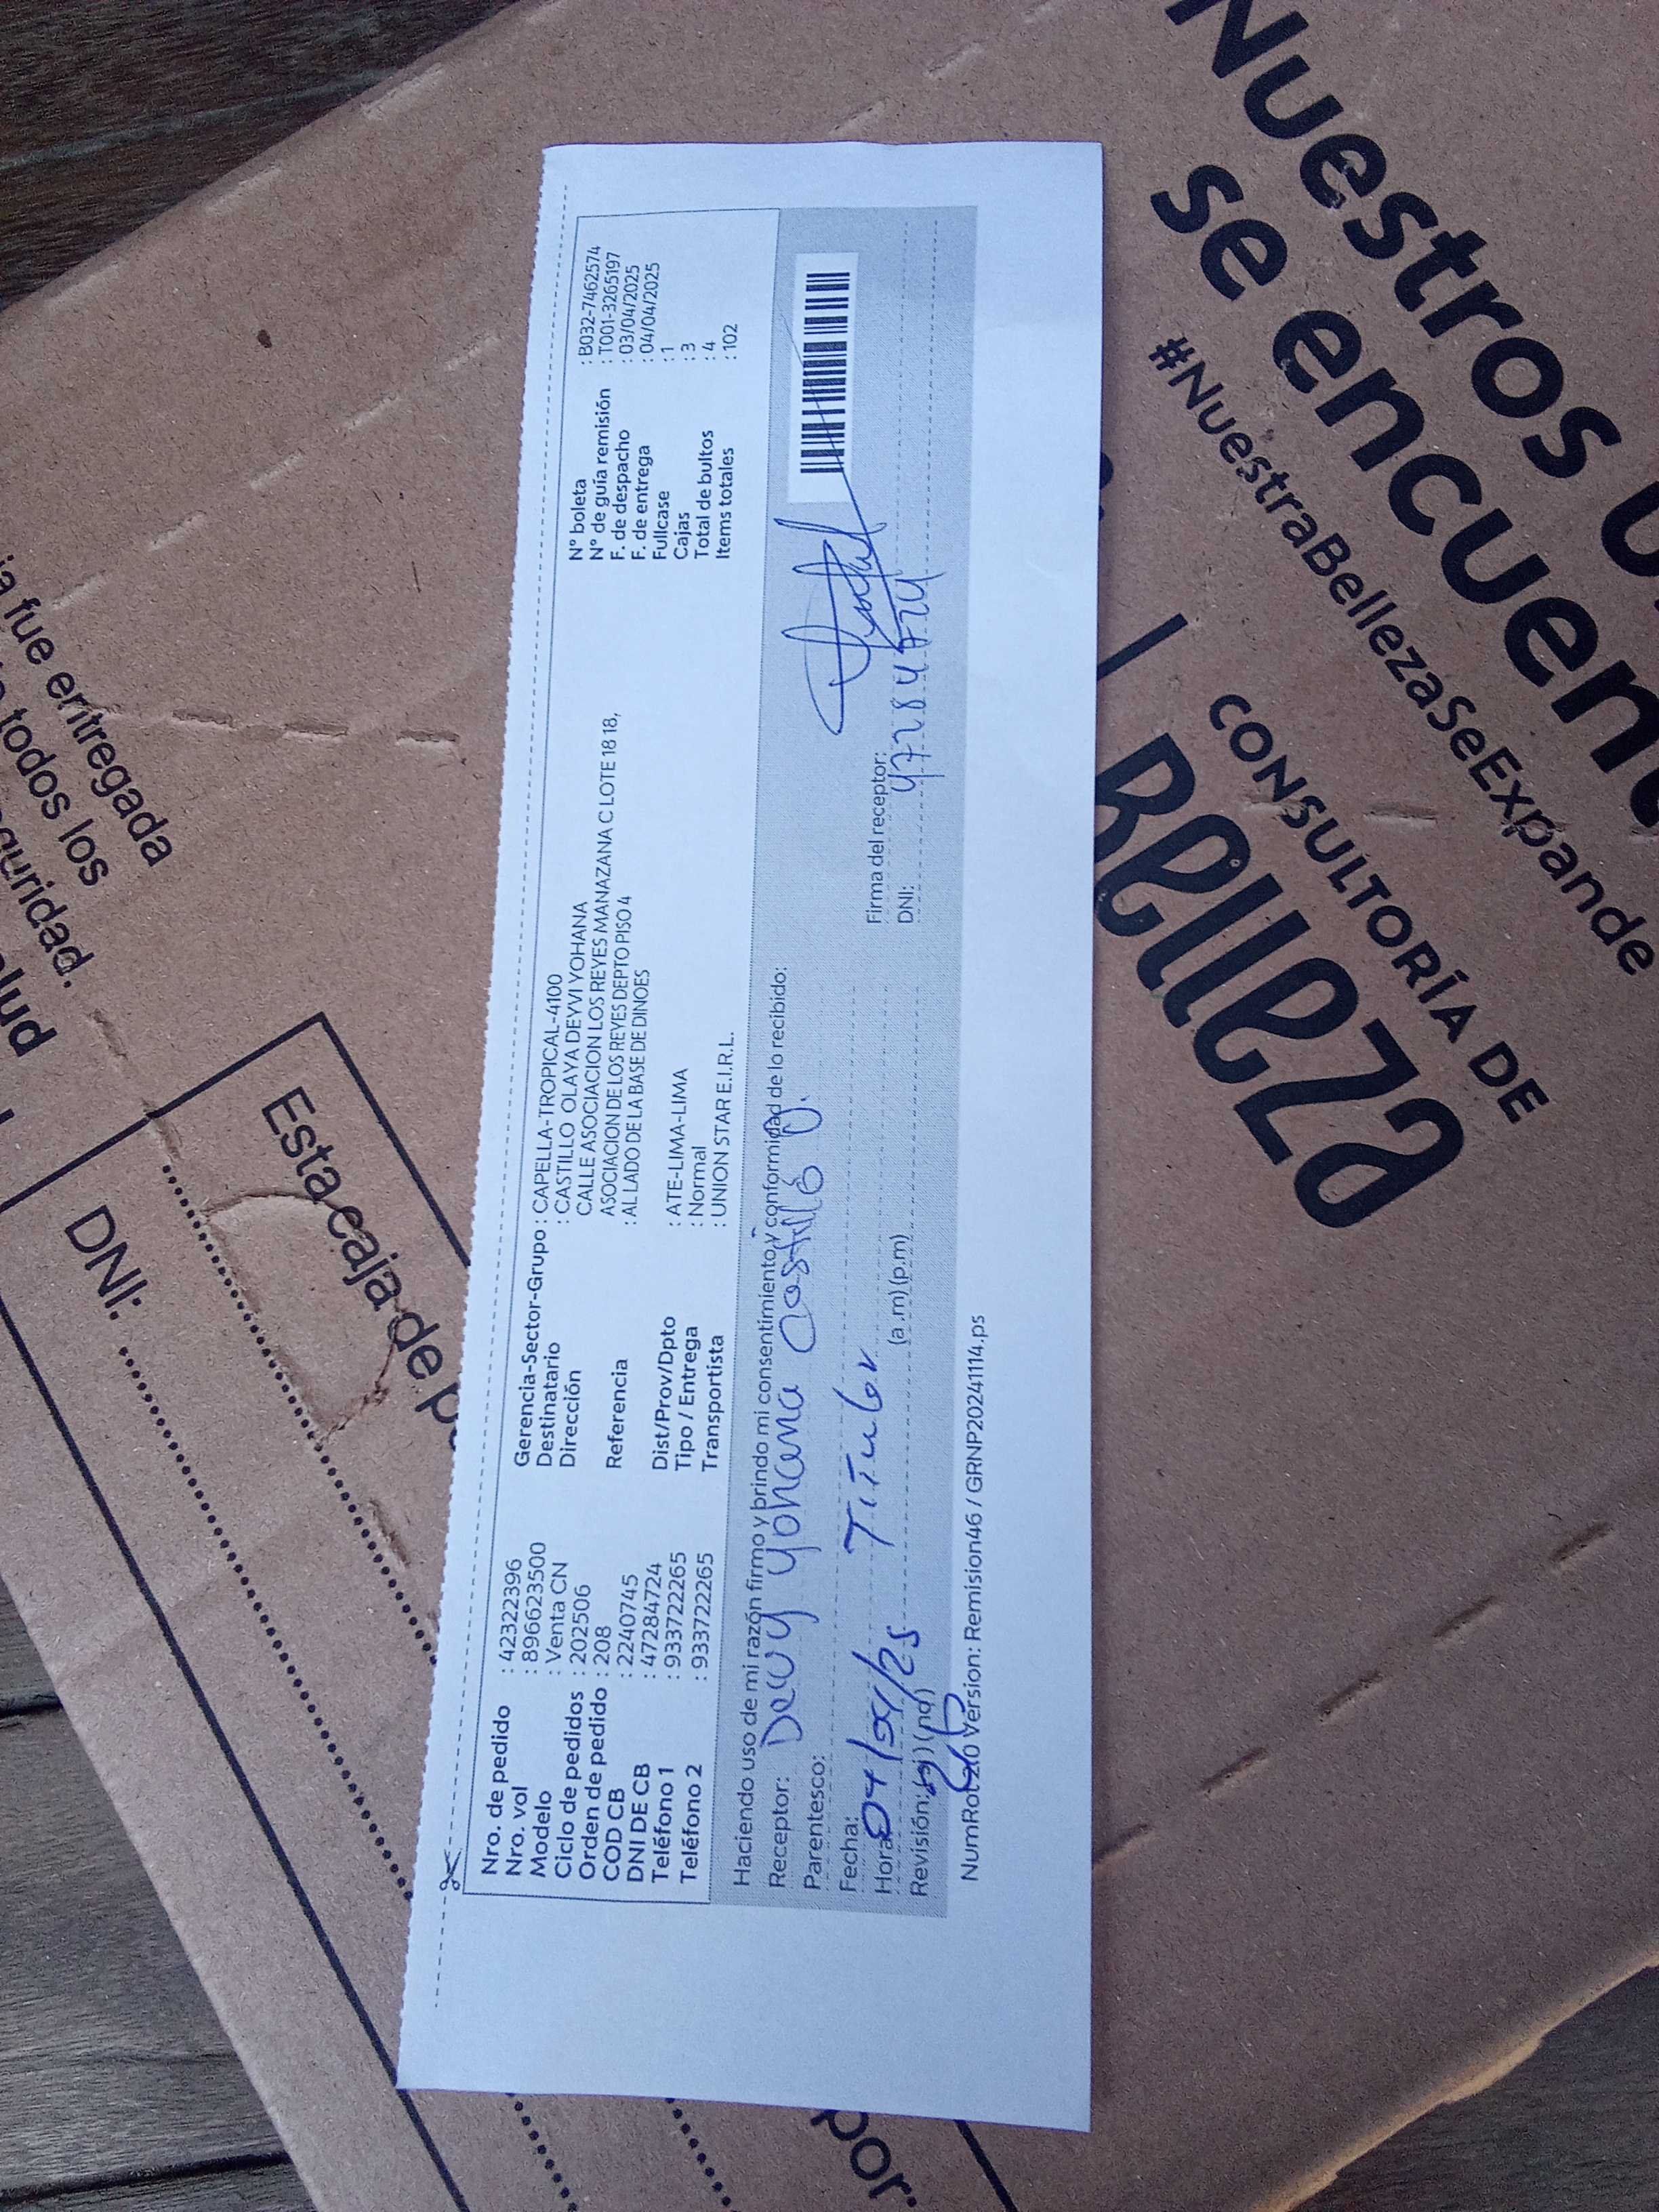 Nro. de pedido : 42322396
Nro. vol : 896623500
Modelo : Venta CN
Ciclo de pedidos : 202506
Orden de pedido : 208
COD CB : 2240745
DNI DE CB : 47284724
Teléfono 1 : 933722265
Teléfono 2 : 933722265
Gerencia-Sector-Grupo : CAPELLA-TROPICAL-4100
Destinatario : CASTILLO OLAYA DEYVI YOHANA
Dirección CALLE ASOCIACION LOS REYES MANAZANA C LOTE 18 18,
ASOCIACION DE LOS REYES DEPTO PISO 4
Referencia : AL LADO DE LA BASE DE DINOES
Dist/Prov/Dpto : ATE-LIMA-LIMA
Tipo / Entrega : Normal
Transportista : UNION STAR E.I.R.L.
N° boleta : B032-7462574
N° de guía remisión : T001-3265197
F. de despacho : 03/04/2025
F. de entrega : 04/04/2025
Fullcase : 1
Cajas : 3
Total de bultos : 4
Items totales : 102
Haciendo uso de mi razón firmo y brindo mi consentimiento y conformidad de lo recibido:
Receptor: Yohana Castillo O.
Parentesco: Titular
Fecha: 04/04/25
Hora: (a.m) (p.m)
Revisión: (si) (no)
Firma del receptor:
DNI: 47284724
Version: Remision46 / GRNP20241114.ps
a fue entregada
todos los
guridad.
lud
DNI:
Esta caja de
por:
Nuestros
se encuen
#NuestraBellezaSeExpande
CONSULTORÍA DE
Belleza